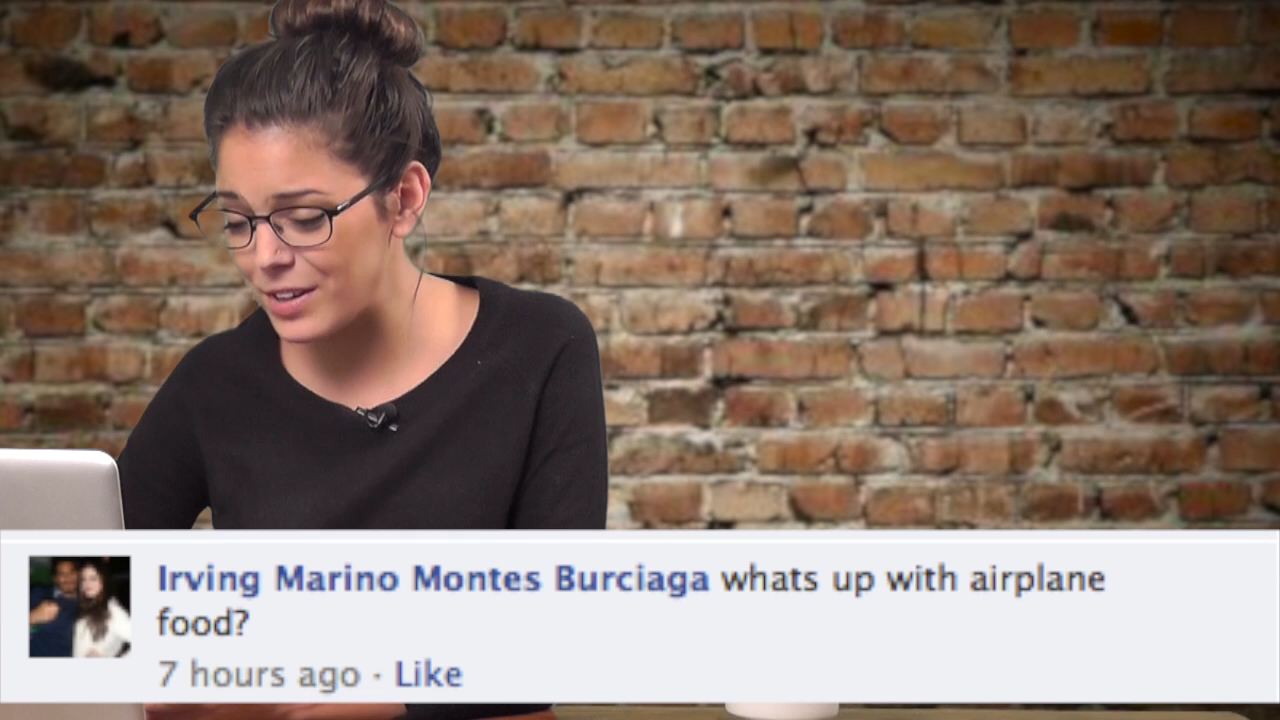 Irving Marino Montes Burciaga whats up with airplane
food?
7 hours ago · Like